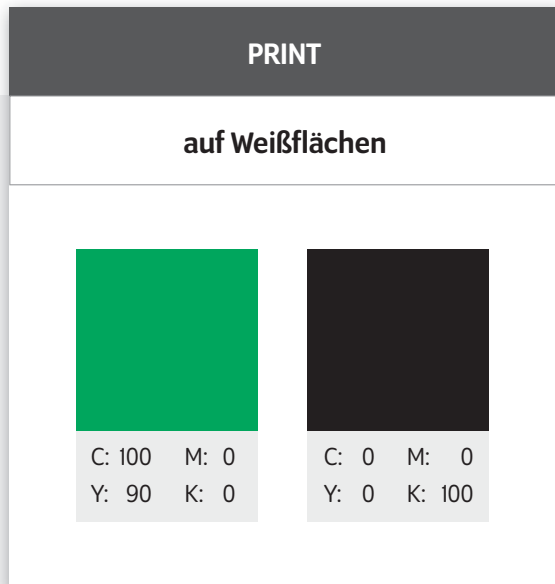 PRINT
auf Weißflächen
C: 100 M: 0
Y: 90 K: 0
C: 0 M: 0
Y: 0 K: 100